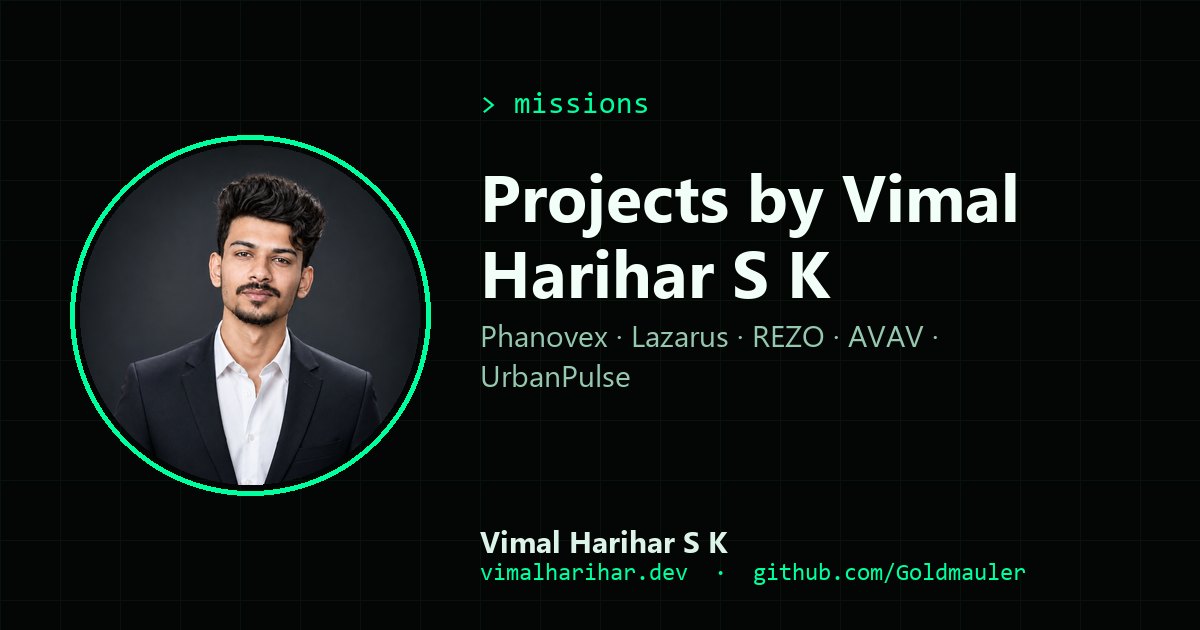 > missions
Projects by Vimal
Harihar S K
Phanovex · Lazarus · REZO · AVAV ·
UrbanPulse
Vimal Harihar S K
vimalharihar.dev · github.com/Goldmauler